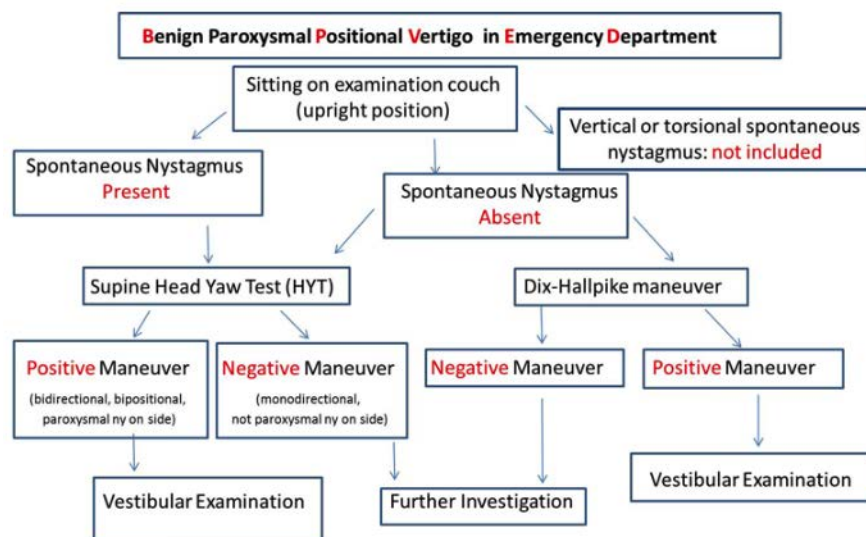 Benign Paroxysmal Positional Vertigo in Emergency Department
Sitting on examination couch
(upright position)
Vertical or torsional spontaneous
nystagmus: not included
Spontaneous Nystagmus
Present
Spontaneous Nystagmus
Absent
Supine Head Yaw Test (HYT)
Dix-Hallpike maneuver
Positive Maneuver
(bidirectional, bipositional,
paroxysmal ny on side)
Negative Maneuver
(monodirectional,
not paroxysmal ny on side)
Negative Maneuver
Positive Maneuver
Vestibular Examination
Further Investigation
Vestibular Examination